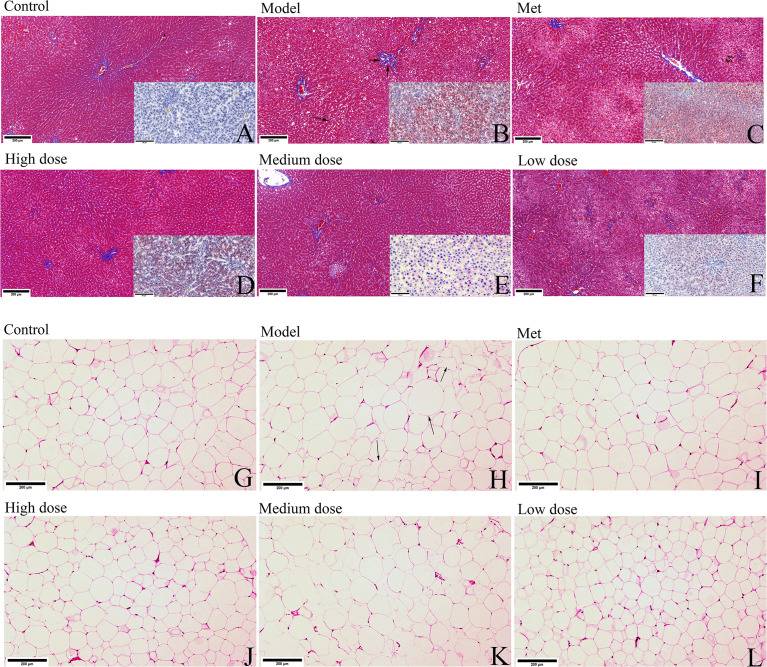 Control Model Met
A B C
High dose Medium dose Low dose
D E F
Control Model Met
200 μm 200 μm 200 μm
G H I
High dose Medium dose Low dose
200 μm 200 μm 200 μm
J K L